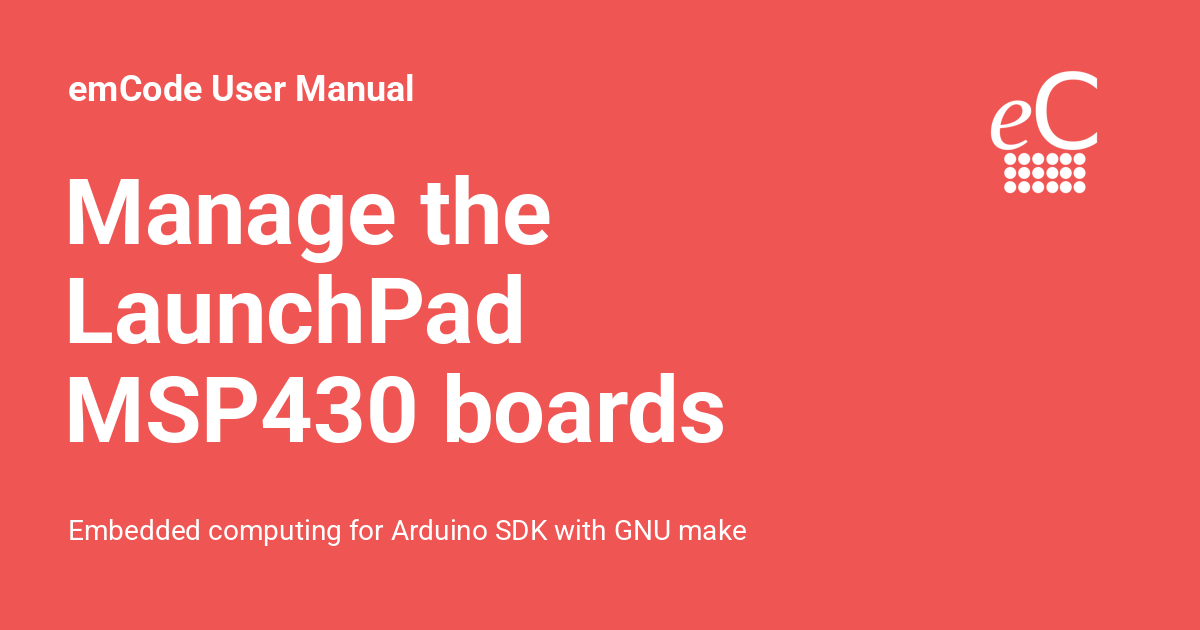 emCode User Manual
eC
Manage the
LaunchPad
MSP430 boards
Embedded computing for Arduino SDK with GNU make